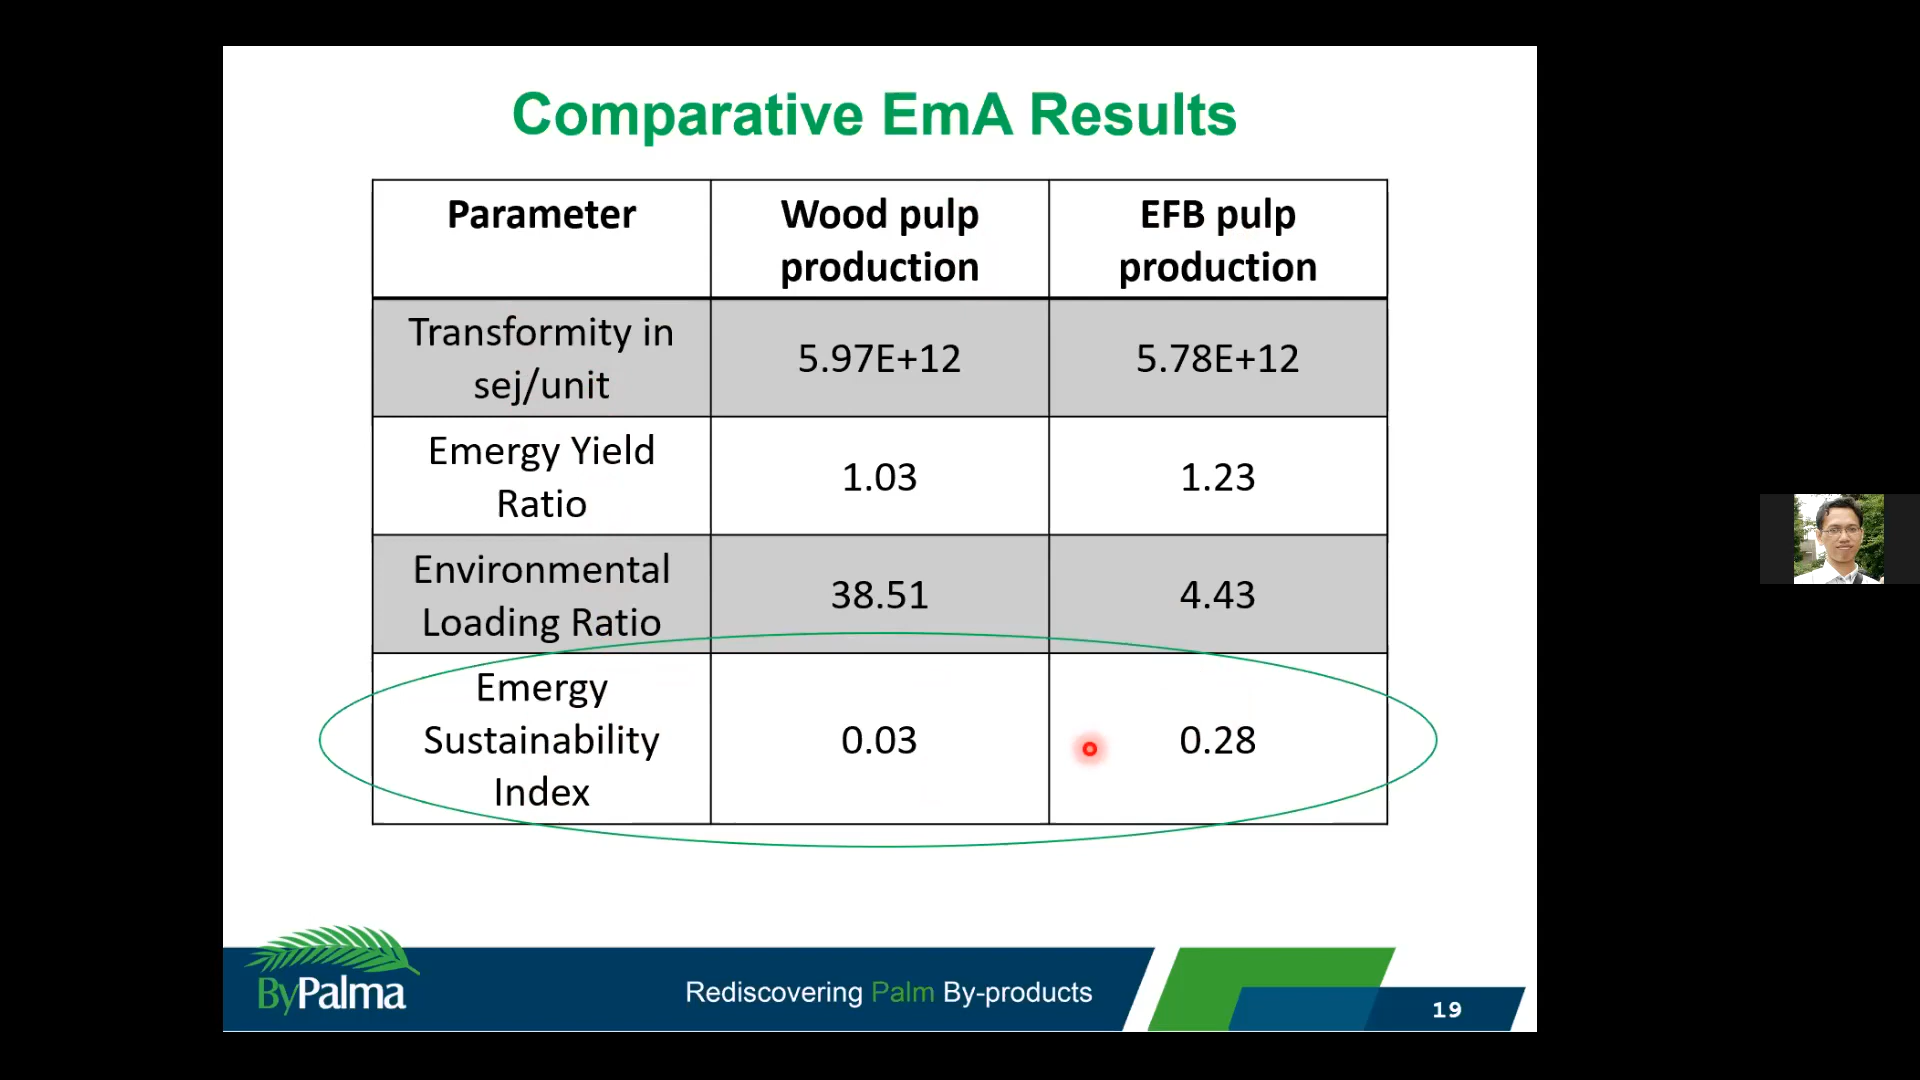 Comparative EmA Results
Parameter
Wood pulp
production
EFB pulp
production
Transformity in
sej/unit
5.97E+12
5.78E+12
Emergy Yield
Ratio
1.03
1.23
Environmental
Loading Ratio
38.51
4.43
Emergy
Sustainability
Index
0.03
0.28
ByPalma
Rediscovering Palm By-products
19